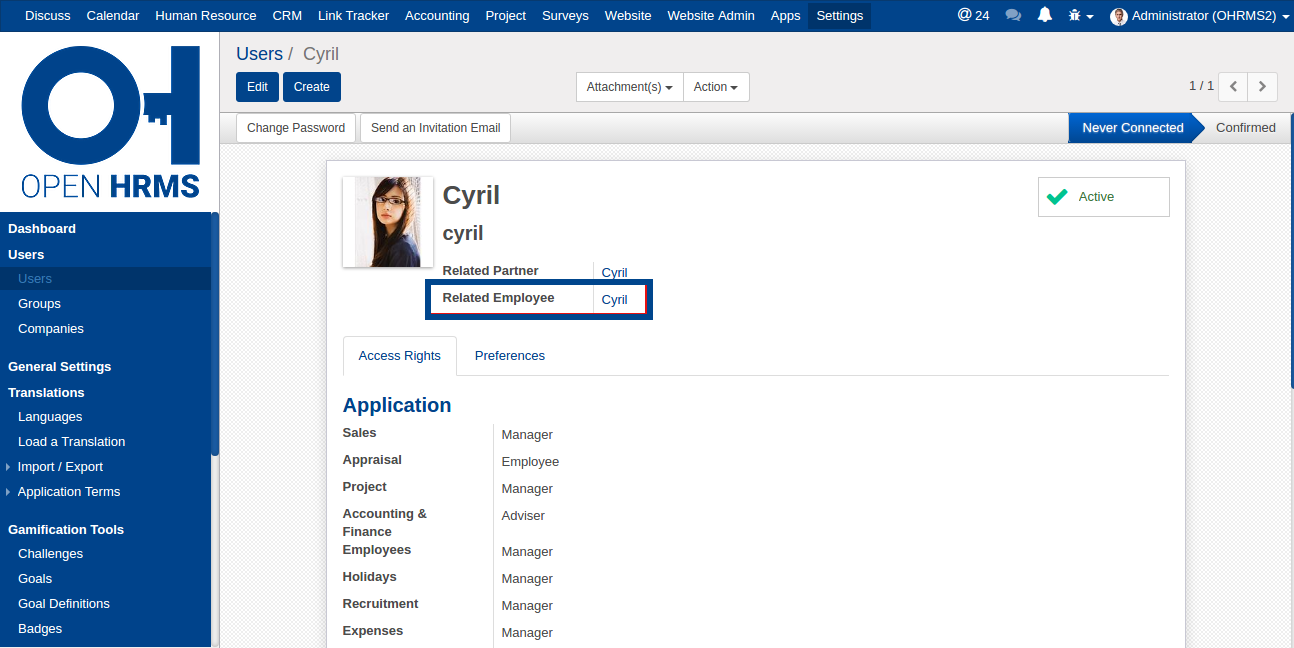 Discuss Calendar Human Resource CRM Link Tracker Accounting Project Surveys Website Website Admin Apps Settings @ 24 Administrator (OHRMS2)
OPEN HRMS
Users / Cyril
Edit Create Attachment(s) Action 1 / 1
Change Password Send an Invitation Email Never Connected Confirmed
Dashboard
Users
Users
Groups
Companies
General Settings
Translations
Languages
Load a Translation
Import / Export
Application Terms
Gamification Tools
Challenges
Goals
Goal Definitions
Badges
Cyril
cyril
Active
Related Partner Cyril
Related Employee Cyril
Access Rights Preferences
Application
Sales Manager
Appraisal Employee
Project Manager
Accounting & Adviser
Finance
Employees Manager
Holidays Manager
Recruitment Manager
Expenses Manager